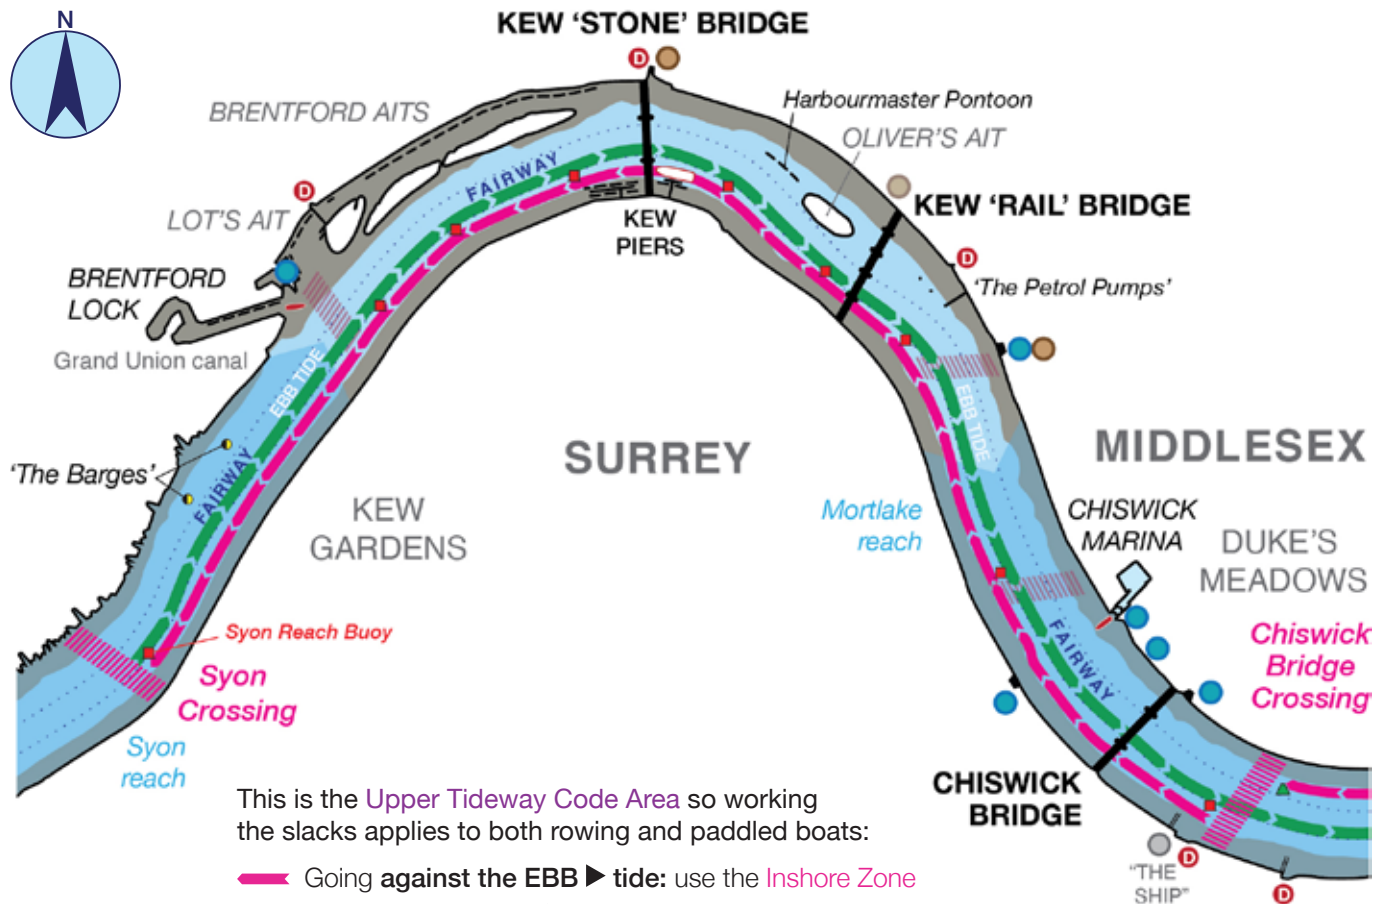 N
KEW ‘STONE’ BRIDGE
D
BRENTFORD AITS
Harbourmaster Pontoon
OLIVER’S AIT
FAIRWAY
D
LOT’S AIT
KEW ‘RAIL’ BRIDGE
KEW
PIERS
D
BRENTFORD
LOCK
‘The Petrol Pumps’
Grand Union canal
EBB TIDE
EBB TIDE
SURREY
MIDDLESEX
‘The Barges’
FAIRWAY
KEW
GARDENS
Mortlake
reach
CHISWICK
MARINA
DUKE’S
MEADOWS
Syon Reach Buoy
Syon
Crossing
FAIRWAY
Chiswick
Bridge
Crossing
Syon
reach
CHISWICK
BRIDGE
This is the Upper Tideway Code Area so working
the slacks applies to both rowing and paddled boats:
D
"THE
SHIP"
D
Going against the EBB ▶ tide: use the Inshore Zone